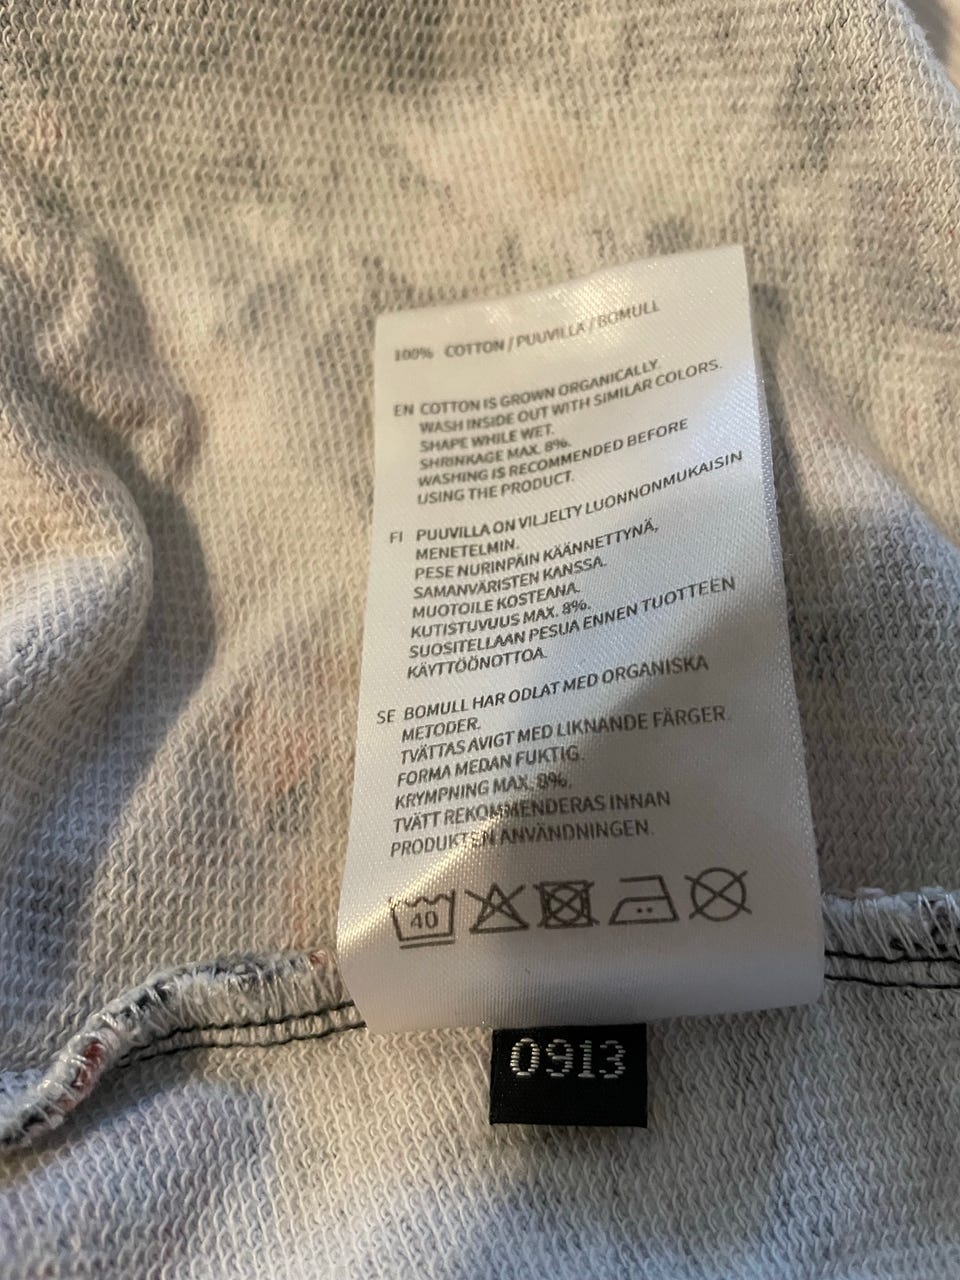 100% COTTON / PUUVILLA / BOMULL
EN COTTON IS GROWN ORGANICALLY.
WASH INSIDE OUT WITH SIMILAR COLORS.
SHAPE WHILE WET.
SHRINKAGE MAX. 8%.
WASHING IS RECOMMENDED BEFORE
USING THE PRODUCT.
FI PUUVILLA ON VILJELTY LUONNONMUKAISIN
MENETELMIN.
PESE NURINPÄIN KÄÄNNETTYNÄ,
SAMANVÄRISTEN KANSSA.
MUOTOILE KOSTEANA.
KUTISTUVUUS MAX. 8%.
SUOSITELLAAN PESUA ENNEN TUOTTEEN
KÄYTTÖÖNOTTOA.
SE BOMULL HAR ODLAT MED ORGANISKA
METODER.
TVÄTTAS AVIGT MED LIKNANDE FÄRGER.
FORMA MEDAN FUKTIG.
KRYMPNING MAX. 8%.
TVÄTT REKOMMENDERAS INNAN
PRODUKTEN ANVÄNDNINGEN.
40
0913